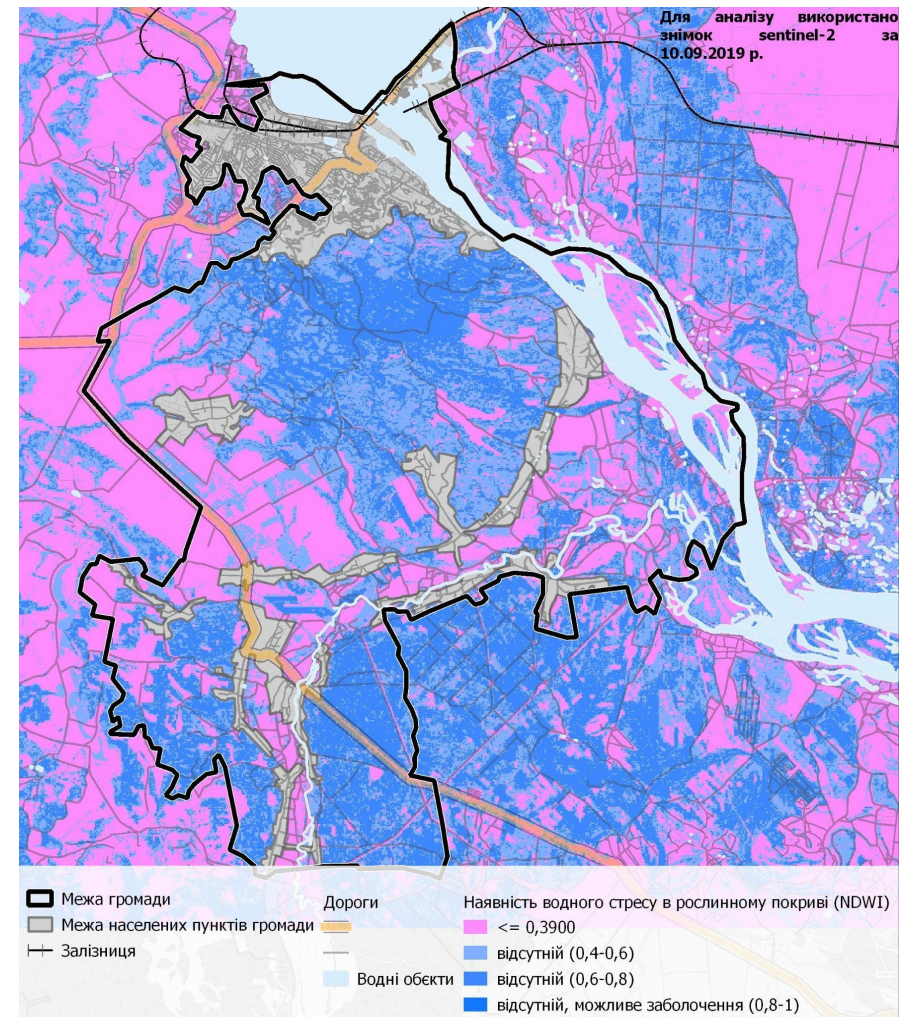 Для аналізу використано
знімок sentinel-2 за
10.09.2019 р.
Межа громади
Межа населених пунктів громади
Залізниця
Дороги
Водні обєкти
Наявність водного стресу в рослинному покриві (NDWI)
<= 0,3900
відсутній (0,4-0,6)
відсутній (0,6-0,8)
відсутній, можливе заболочення (0,8-1)